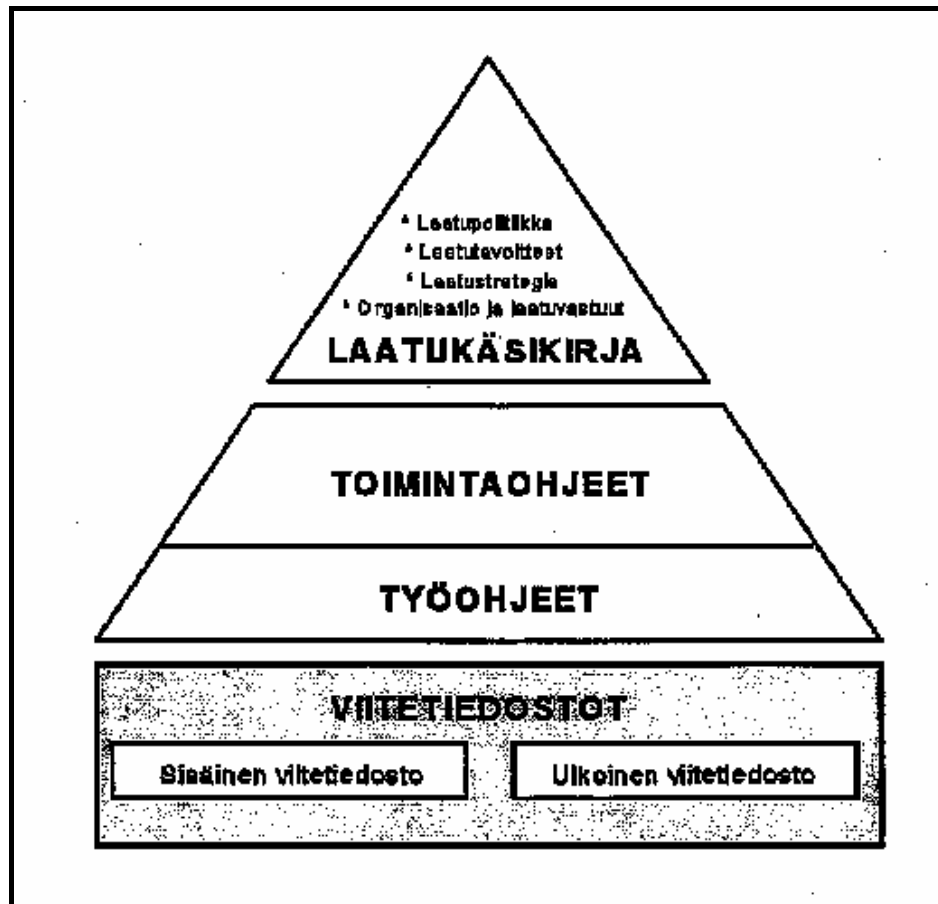 * Laatupolitiikka
* Laatutavoitteet
* Laatustrategia
* Organisaatio ja laatuvastuut
LAATUKÄSIKIRJA
TOIMINTAOHJEET
TYÖOHJEET
VIITETIEDOSTOT
Sisäinen viitetiedosto
Ulkoinen viitetiedosto